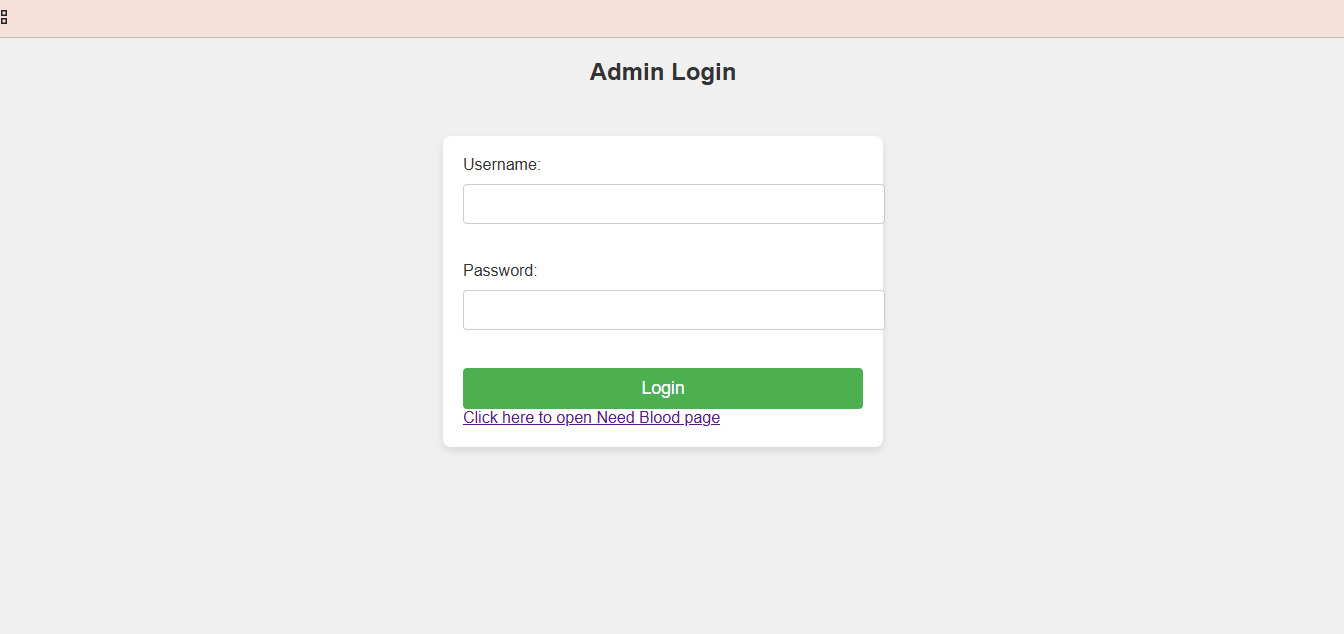 Admin Login
Username:
Password:
Login
Click here to open Need Blood page